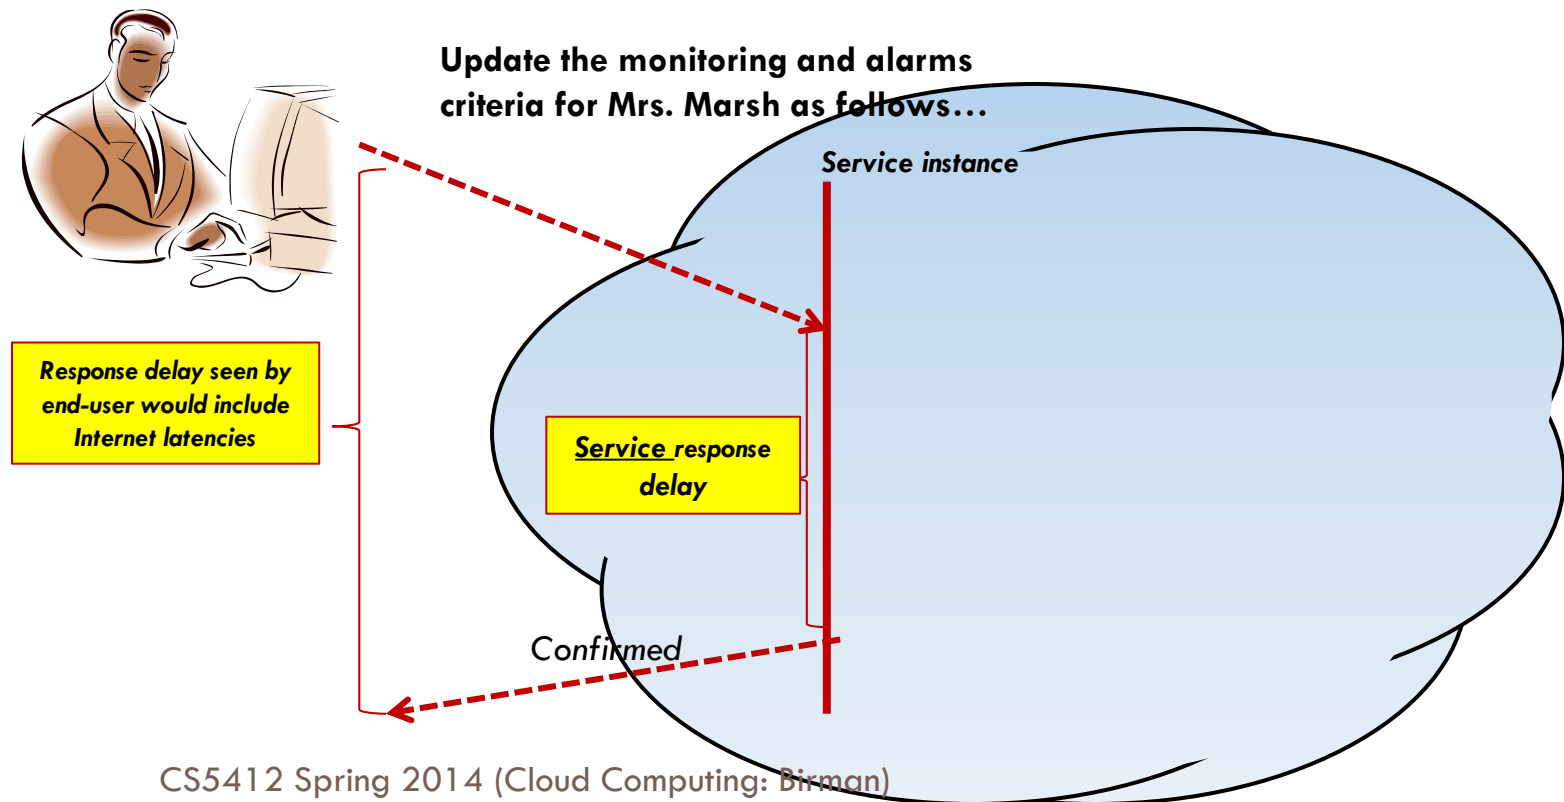 Update the monitoring and alarms
criteria for Mrs. Marsh as follows…
Service instance
Response delay seen by
end-user would include
Internet latencies
Service response
delay
Confirmed
CS5412 Spring 2014 (Cloud Computing: Birman)